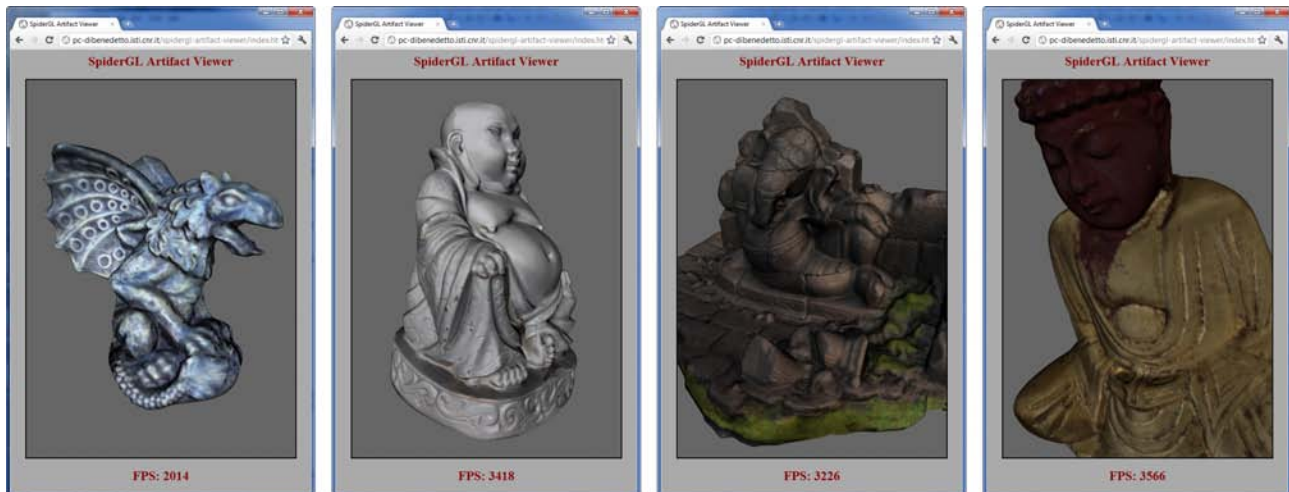 SpiderGL Artifact Viewer
pc-dibenedetto.isti.cnr.it/spidergl-artifact-viewer/index.ht
SpiderGL Artifact Viewer
FPS: 2014
SpiderGL Artifact Viewer
pc-dibenedetto.isti.cnr.it/spidergl-artifact-viewer/index.ht
SpiderGL Artifact Viewer
FPS: 3418
SpiderGL Artifact Viewer
pc-dibenedetto.isti.cnr.it/spidergl-artifact-viewer/index.ht
SpiderGL Artifact Viewer
FPS: 3226
SpiderGL Artifact Viewer
pc-dibenedetto.isti.cnr.it/spidergl-artifact-viewer/index.ht
SpiderGL Artifact Viewer
FPS: 3566